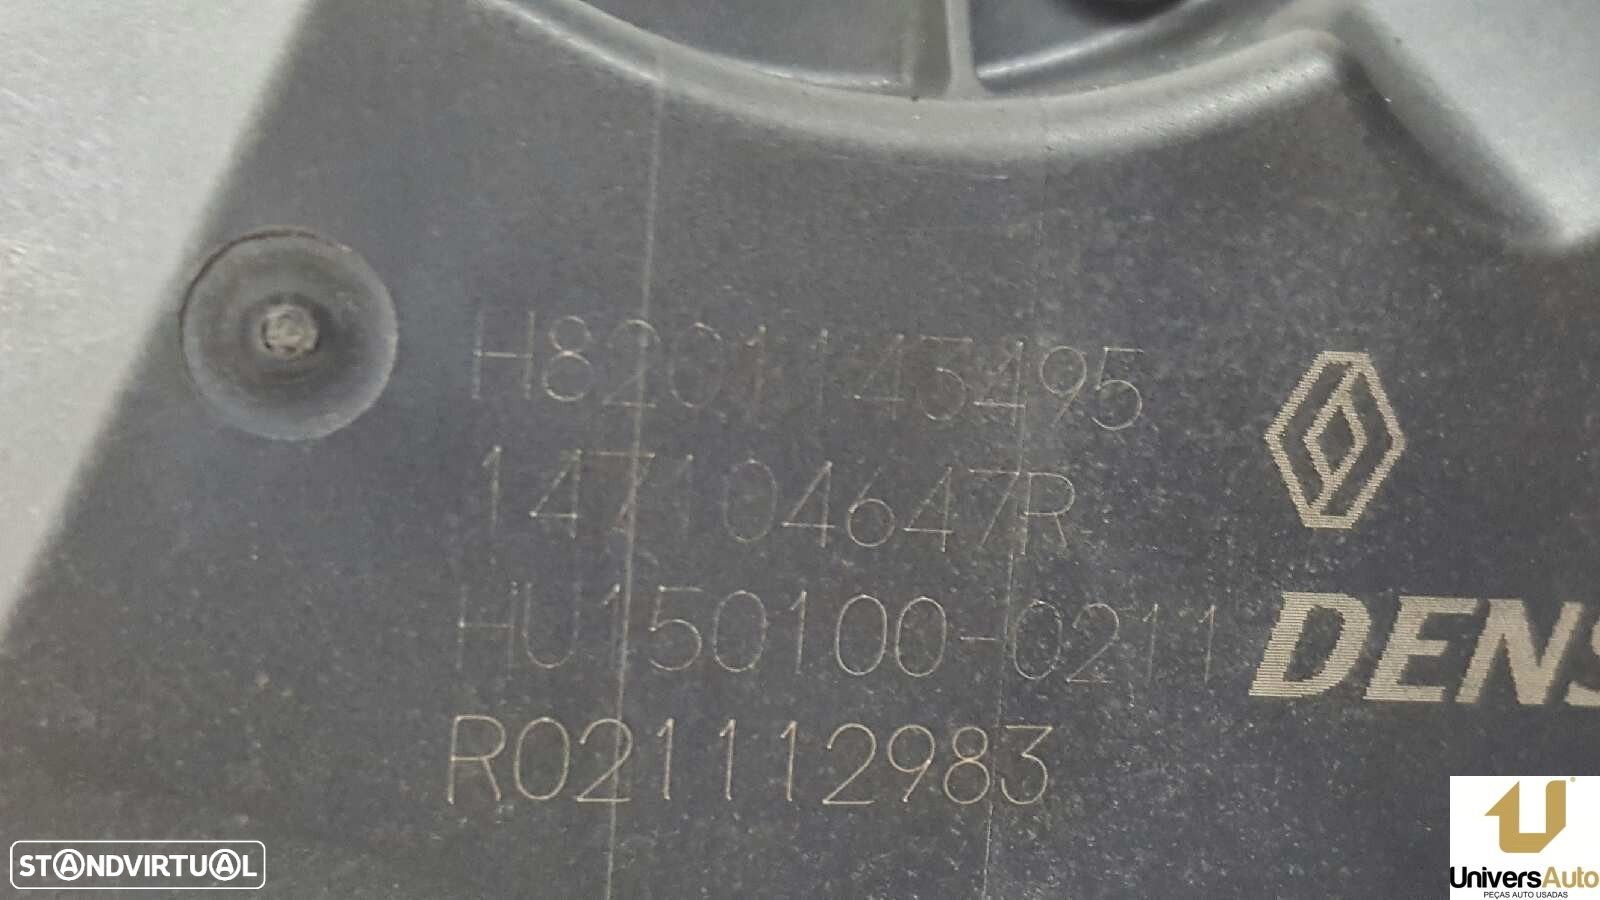 H8201143495
147104647R
HU150100-0211
R021112983
DENS
STANDVIRTUAL
UniversAuto
PEÇAS AUTO USADAS